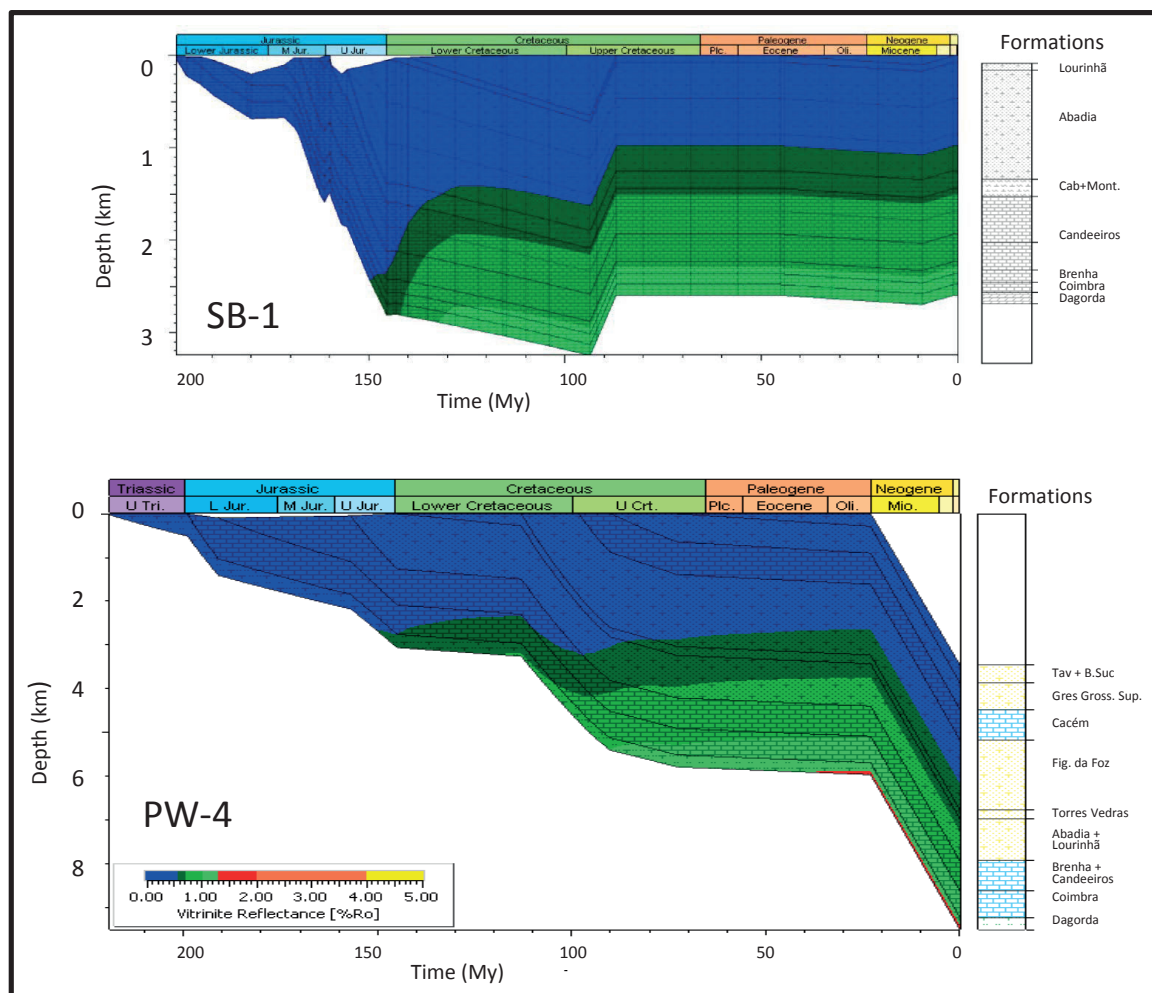 Jurassic Cretaceous Paleogene Neogene
Lower Jurassic M Jur. U Jur. Lower Cretaceous Upper Cretaceous Plc. Eocene Oli. Miocene
Formations
0
1
2
3
Depth (km)
SB-1
200 150 100 50 0
Time (My)
Lourinhã
Abadia
Cab+Mont.
Candeeiros
Brenha
Coimbra
Dagorda
Triassic Jurassic Cretaceous Paleogene Neogene
U Tri. L Jur. M Jur. U Jur. Lower Cretaceous U Crt. Plc. Eocene Oli. Mio.
Formations
0
2
4
6
8
Depth (km)
PW-4
0.00 1.00 2.00 3.00 4.00 5.00
Vitrinite Reflectance [%Ro]
200 150 100 50 0
Time (My)
-
Tav + B.Suc
Gres Gross. Sup.
Cacém
Fig. da Foz
Torres Vedras
Abadia +
Lourinhã
Brenha +
Candeeiros
Coimbra
Dagorda